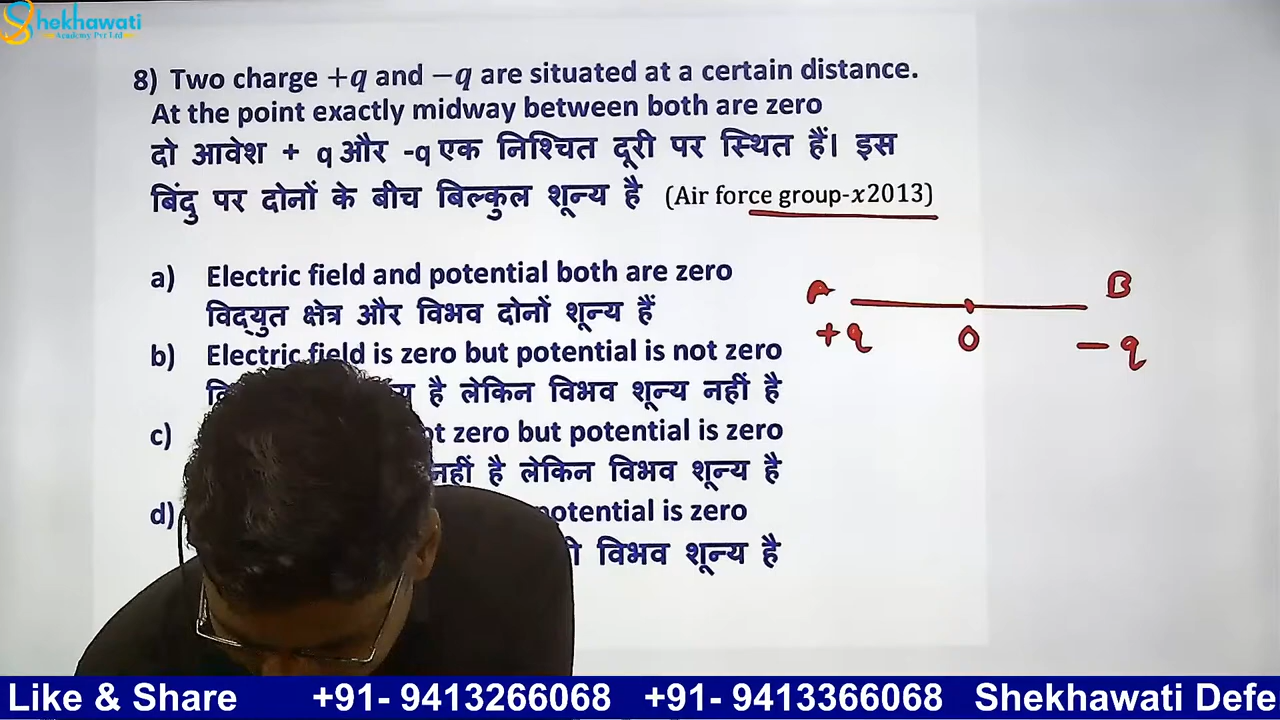 Shekhawati
Academy Pvt Ltd
8) Two charge +q and −q are situated at a certain distance.
At the point exactly midway between both are zero
दो आवेश + q और -q एक निश्चित दूरी पर स्थित हैं। इस
बिंदु पर दोनों के बीच बिल्कुल शून्य है (Air force group-x2013)
a) Electric field and potential both are zero
विद्युत क्षेत्र और विभव दोनों शून्य हैं
b) Electric field is zero but potential is not zero
है लेकिन विभव शून्य नहीं है
c) zero but potential is zero
नहीं है लेकिन विभव शून्य है
d) potential is zero
विभव शून्य है
A B
+q O −q
Like & Share +91- 9413266068 +91- 9413366068 Shekhawati Defe